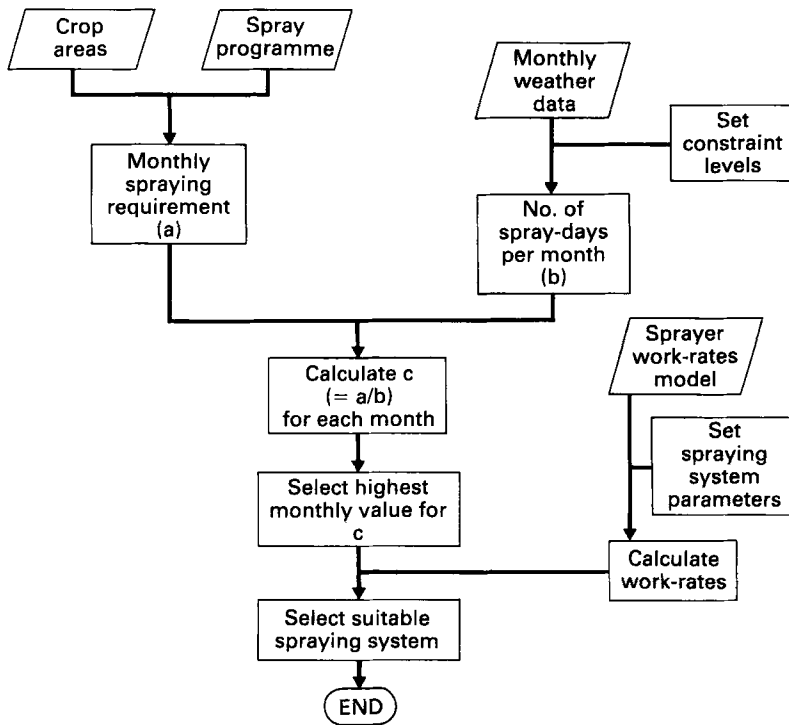 Crop
areas
Spray
programme
Monthly
weather
data
Set
constraint
levels
Monthly
spraying
requirement
(a)
No. of
spray-days
per month
(b)
Sprayer
work-rates
model
Calculate c
(= a/b)
for each month
Set
spraying
system
parameters
Select highest
monthly value for
c
Calculate
work-rates
Select suitable
spraying system
END